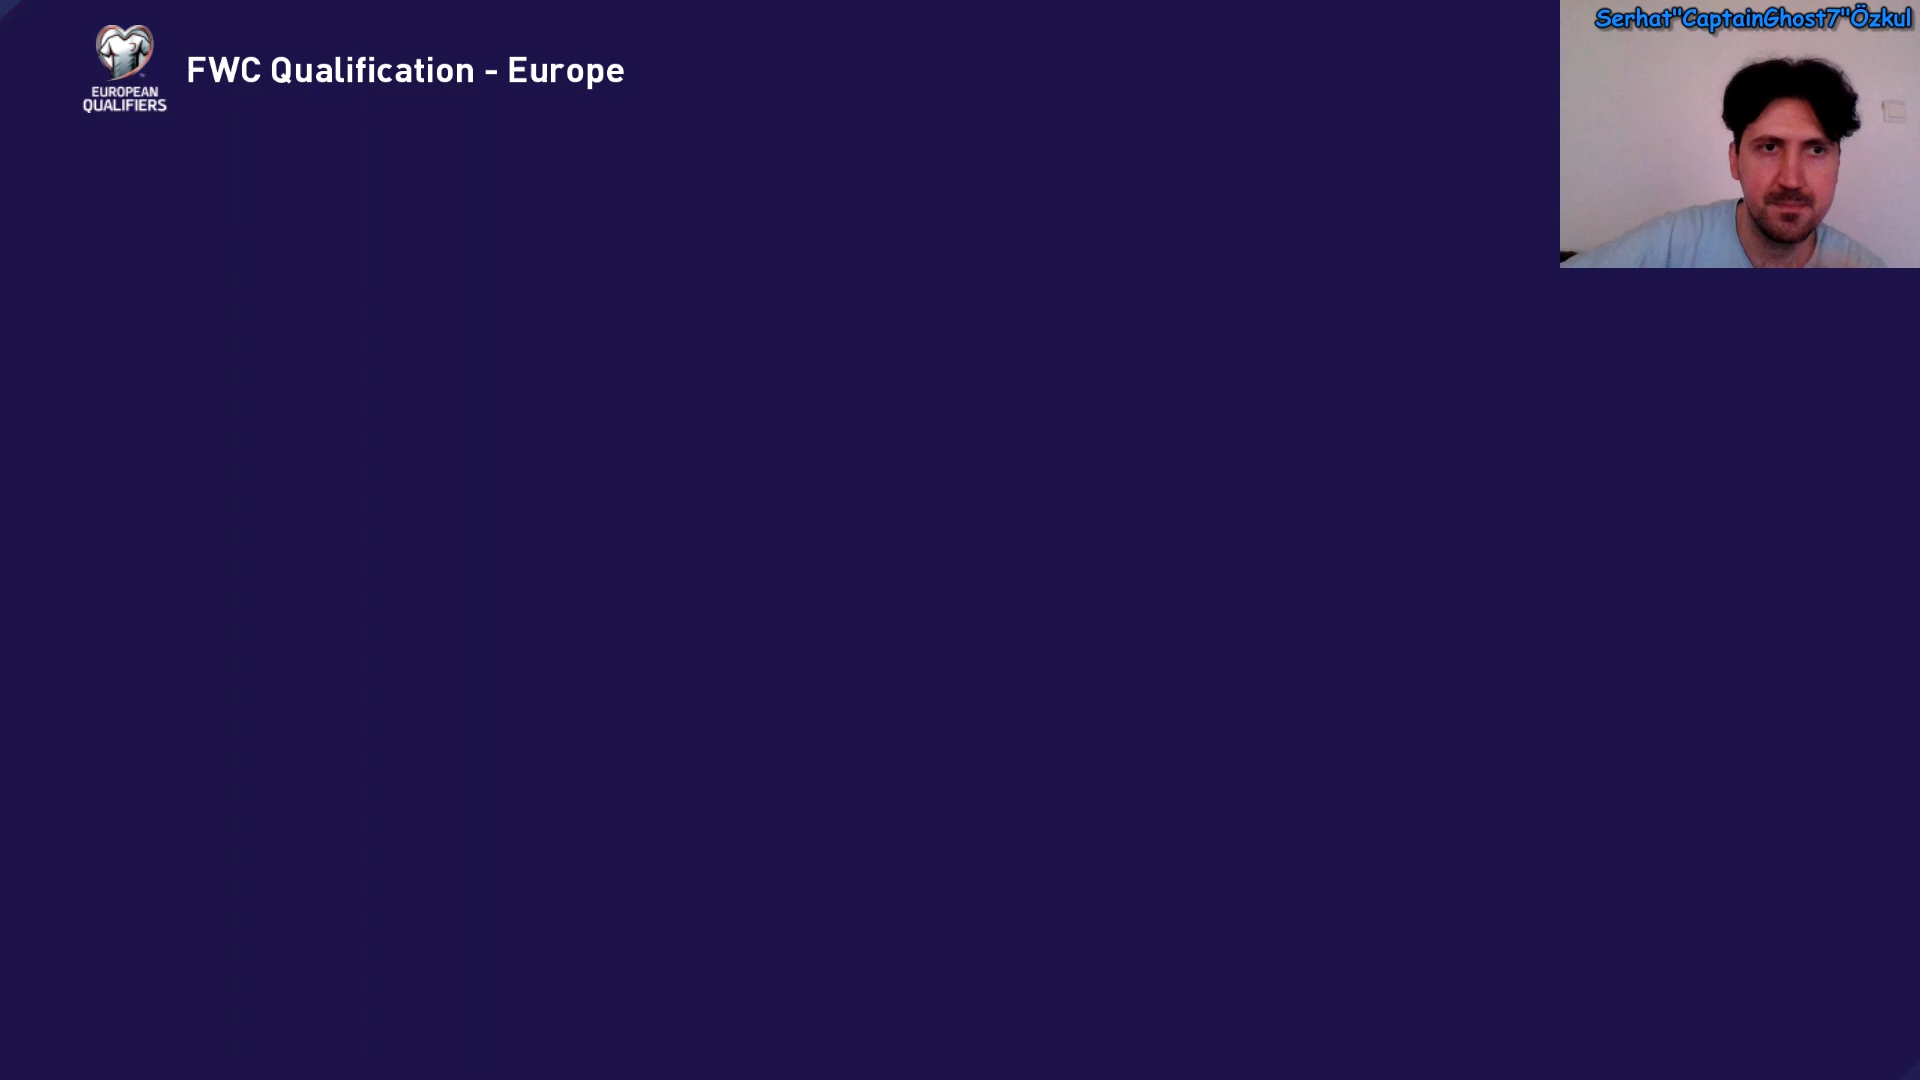 EUROPEAN
QUALIFIERS
FWC Qualification - Europe
Serhat"CaptainGhost7"Özkul